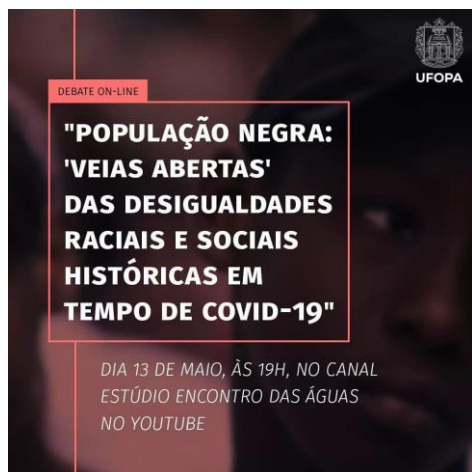 UFOPA
DEBATE ON-LINE
"POPULAÇÃO NEGRA:
'VEIAS ABERTAS'
DAS DESIGUALDADES
RACIAIS E SOCIAIS
HISTÓRICAS EM
TEMPO DE COVID-19"
DIA 13 DE MAIO, ÀS 19H, NO CANAL
ESTÚDIO ENCONTRO DAS ÁGUAS
NO YOUTUBE